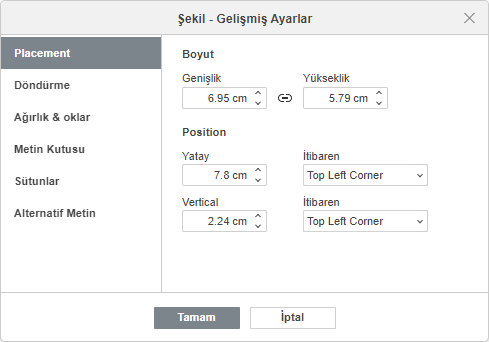 Şekil - Gelişmiş Ayarlar
Placement
Döndürme
Ağırlık & oklar
Metin Kutusu
Sütunlar
Alternatif Metin
Boyut
Genişlik
Yükseklik
6.95 cm
5.79 cm
Position
Yatay
İtibaren
7.8 cm
Top Left Corner
Vertical
İtibaren
2.24 cm
Top Left Corner
Tamam
İptal